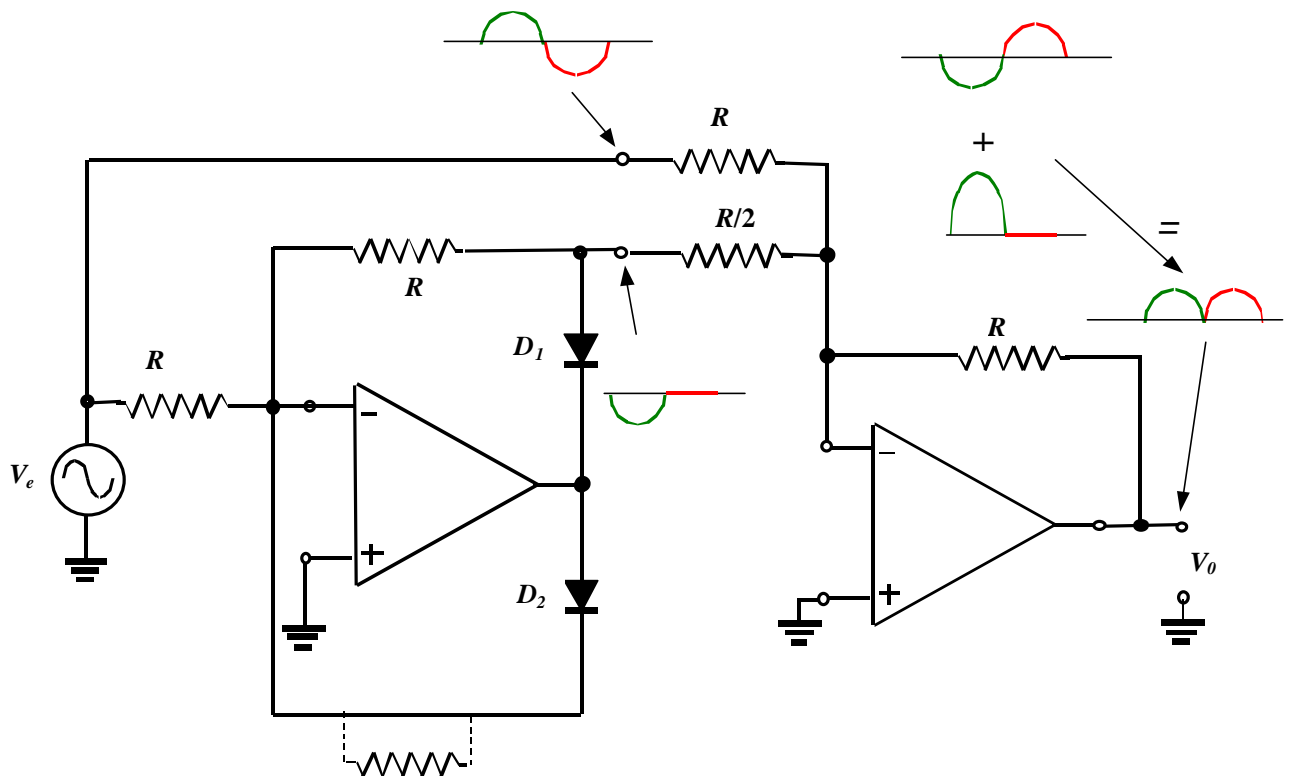 R
+
R/2
=
R
R
D₁
R
−
Vₑ
−
+
D₂
+
V₀